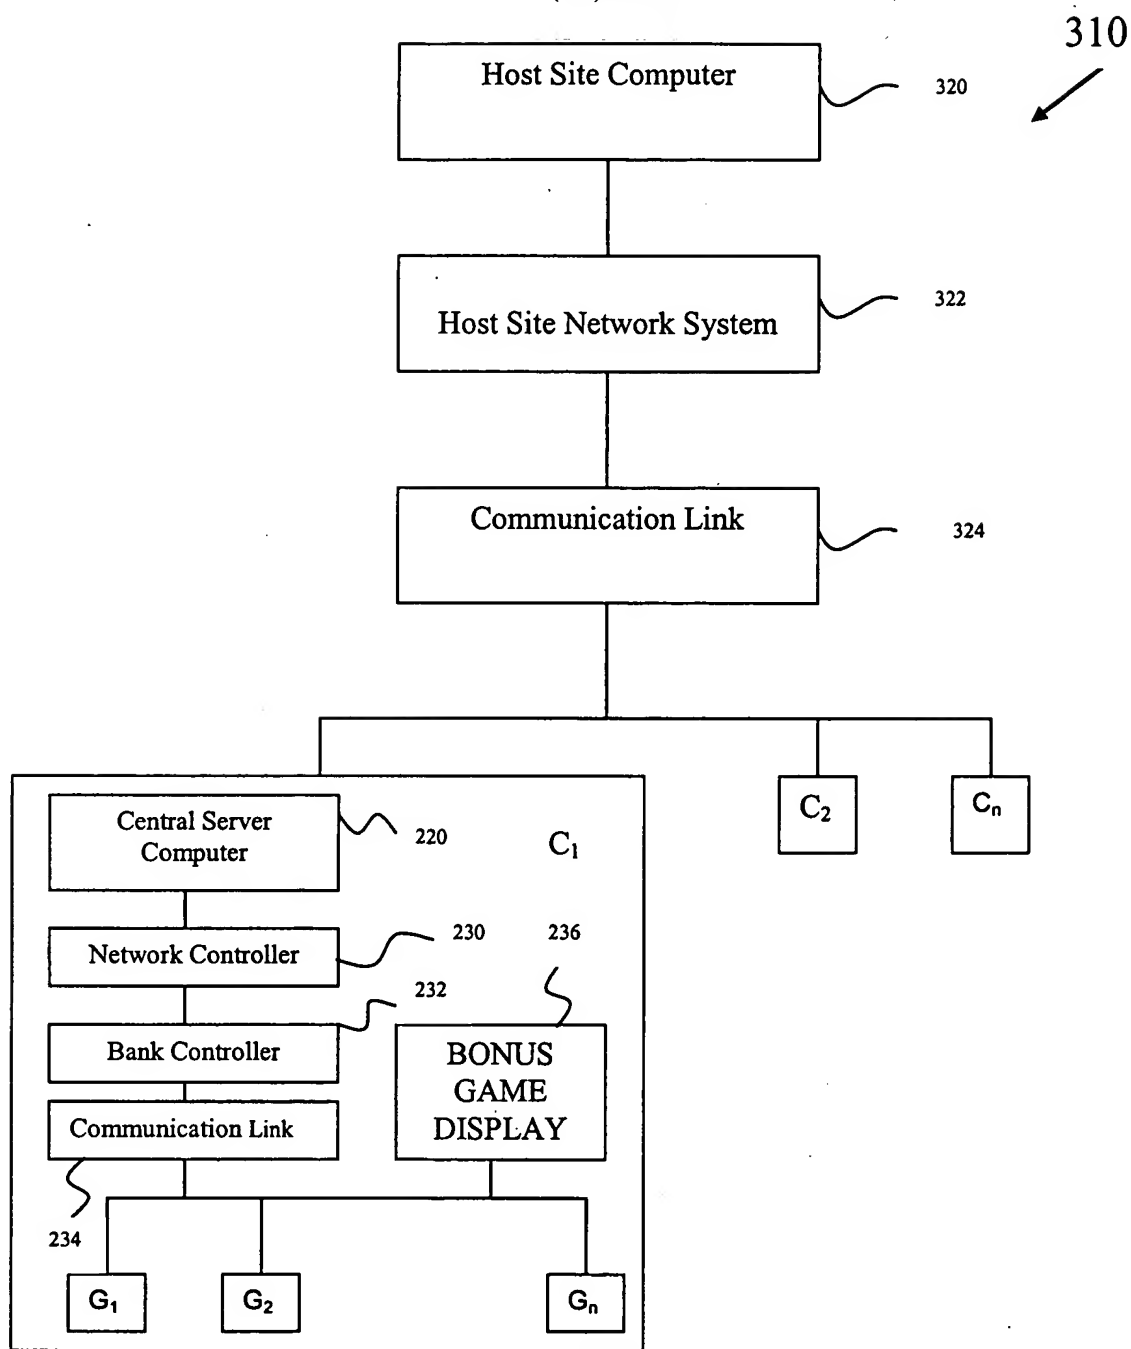 310
Host Site Computer
320
Host Site Network System
322
Communication Link
324
C₂
Cₙ
Central Server
Computer
220
C₁
Network Controller
230
236
232
Bank Controller
BONUS
GAME
DISPLAY
Communication Link
234
G₁
G₂
Gₙ